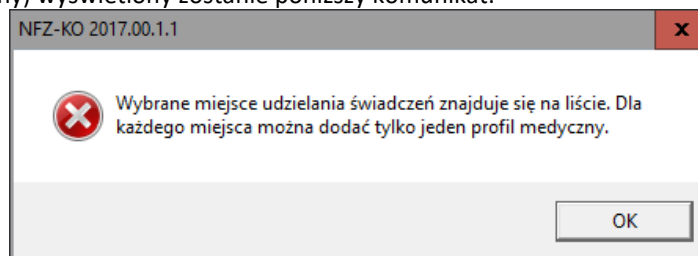 ny) wyświetlony zostanie poniższy komunikat:
NFZ-KO 2017.00.1.1
x
Wybrane miejsce udzielania świadczeń znajduje się na liście. Dla
każdego miejsca można dodać tylko jeden profil medyczny.
OK